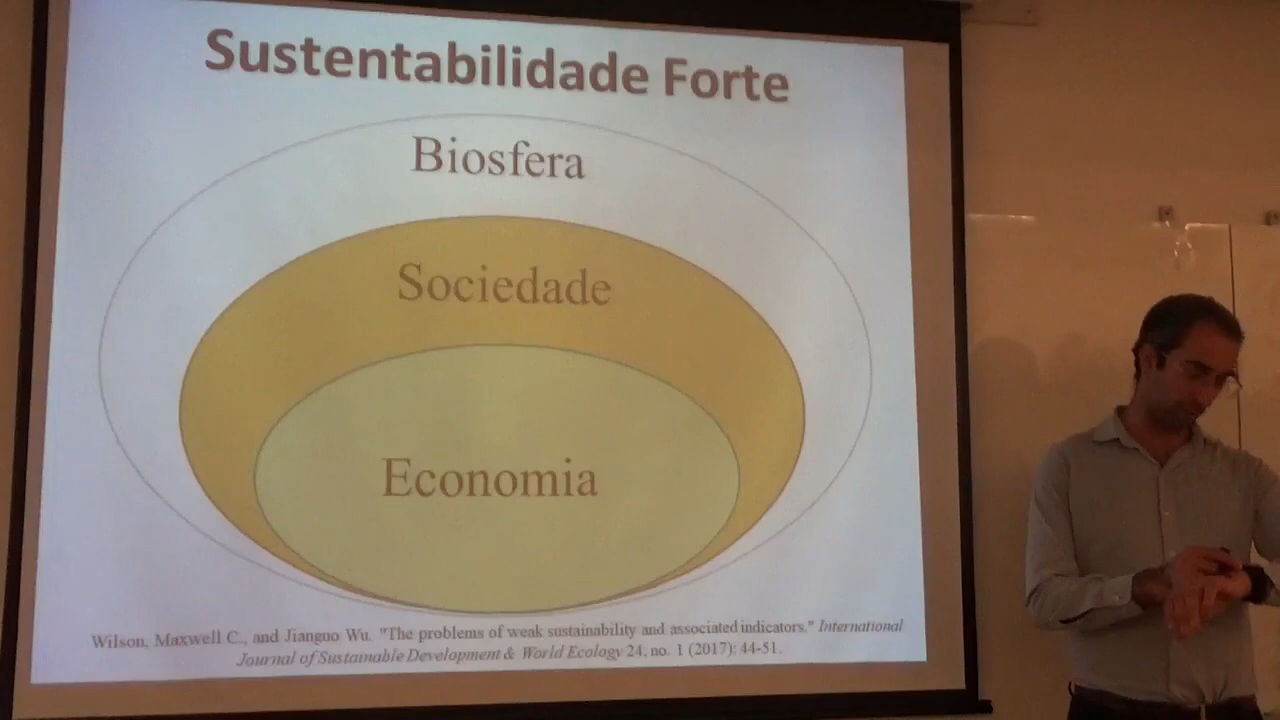 Sustentabilidade Forte
Biosfera
Sociedade
Economia
Wilson, Maxwell C., and Jianguo Wu. "The problems of weak sustainability and associated indicators." International
Journal of Sustainable Development & World Ecology 24, no. 1 (2017): 44-51.